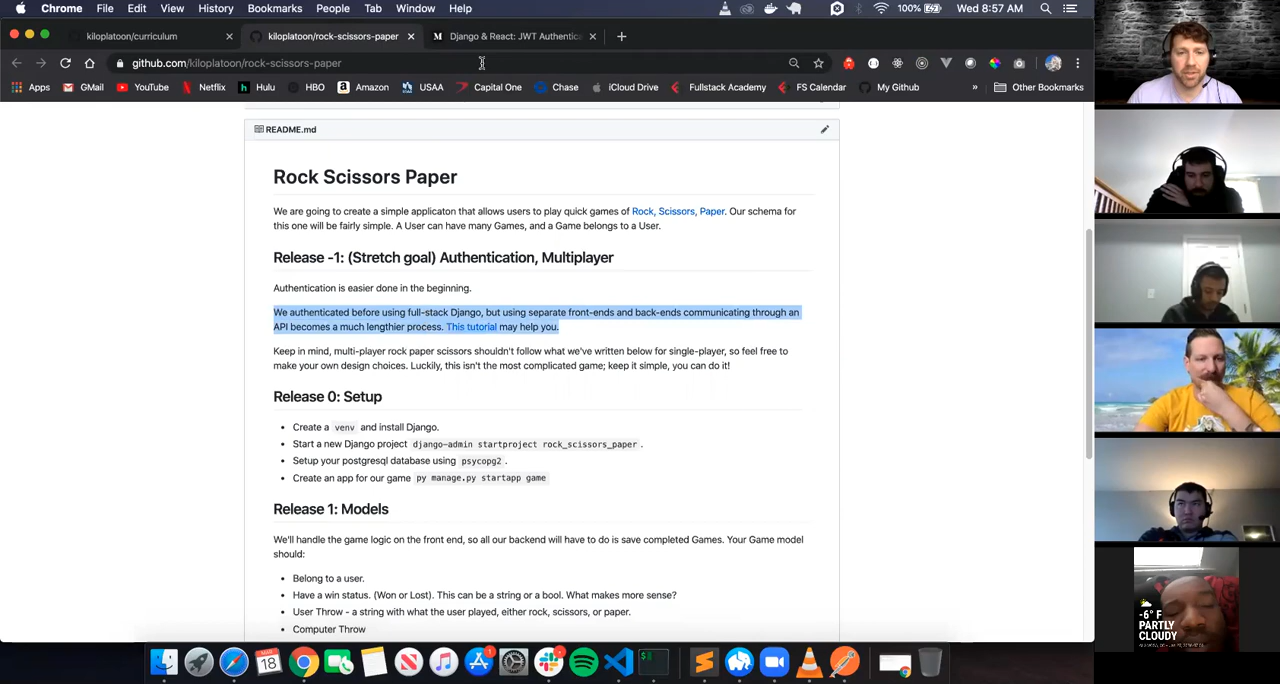 Chrome File Edit View History Bookmarks People Tab Window Help
100% Wed 8:57 AM
kiloplatoon/curriculum
kiloplatoon/rock-scissors-paper
Django & React: JWT Authentica
github.com/kiloplatoon/rock-scissors-paper
Apps GMail YouTube Netflix Hulu HBO Amazon USAA Capital One Chase iCloud Drive Fullstack Academy FS Calendar My Github » Other Bookmarks
README.md
Rock Scissors Paper
We are going to create a simple applicaton that allows users to play quick games of Rock, Scissors, Paper. Our schema for
this one will be fairly simple. A User can have many Games, and a Game belongs to a User.
Release -1: (Stretch goal) Authentication, Multiplayer
Authentication is easier done in the beginning.
We authenticated before using full-stack Django, but using separate front-ends and back-ends communicating through an
API becomes a much lengthier process. This tutorial may help you.
Keep in mind, multi-player rock paper scissors shouldn't follow what we've written below for single-player, so feel free to
make your own design choices. Luckily, this isn't the most complicated game; keep it simple, you can do it!
Release 0: Setup
• Create a venv and install Django.
• Start a new Django project django-admin startproject rock_scissors_paper .
• Setup your postgresql database using psycopg2 .
• Create an app for our game py manage.py startapp game
Release 1: Models
We'll handle the game logic on the front end, so all our backend will have to do is save completed Games. Your Game model
should:
• Belong to a user.
• Have a win status. (Won or Lost). This can be a string or a bool. What makes more sense?
• User Throw - a string with what the user played, either rock, scissors, or paper.
• Computer Throw
-6° F
PARTLY
CLOUDY
18